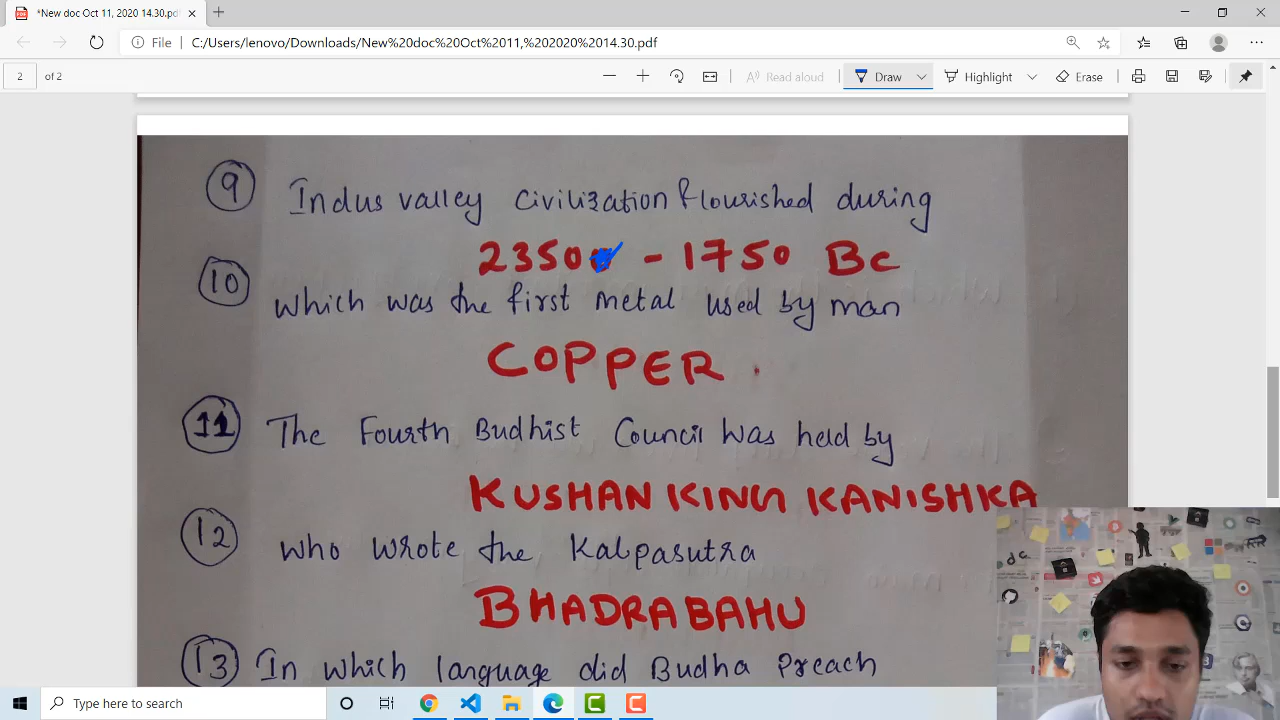 *New doc Oct 11, 2020 14.30.pdf
File C:/Users/lenovo/Downloads/New%20doc%20Oct%2011,%202020%2014.30.pdf
2 of 2 Read aloud Draw Highlight Erase
9 Indus valley Civilization flourished during
2350 - 1750 BC
10 which was the first metal used by man
COPPER
11 The Fourth Budhist Council was held by
KUSHAN KING KANISHKA
12 who wrote the Kalpasutra
BHADRABAHU
13 In which language did Budha Preach
Type here to search